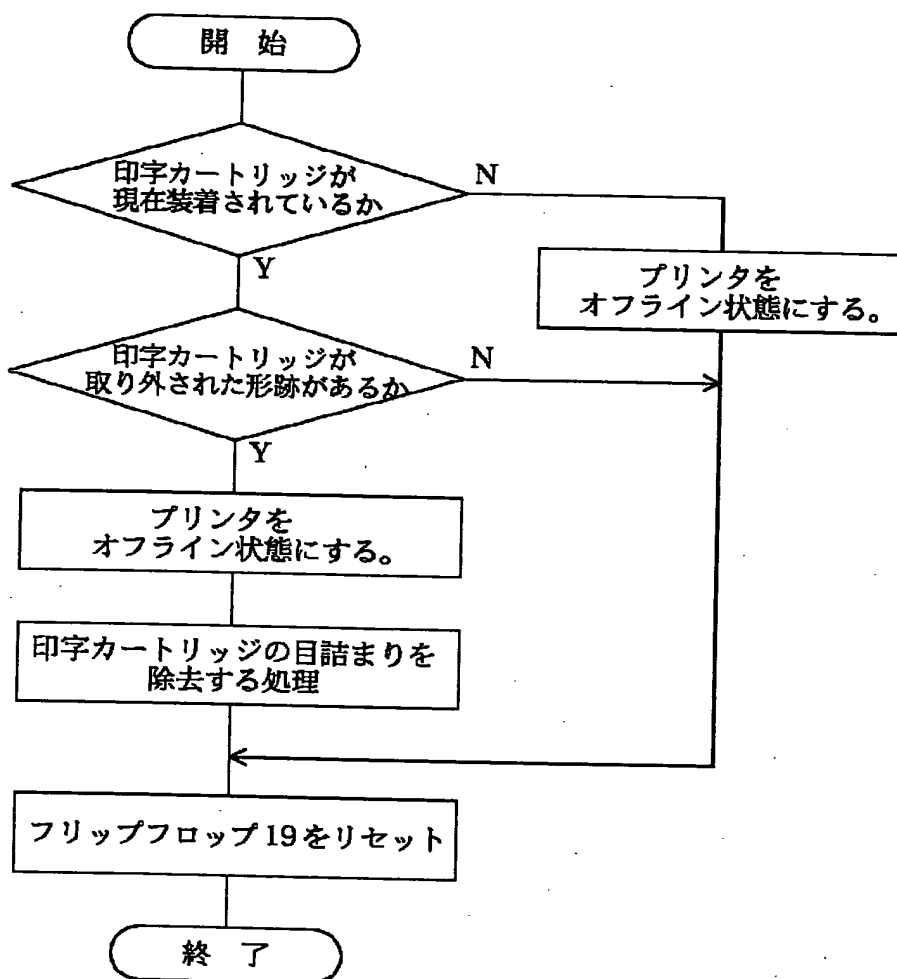 開始
印字カートリッジが
現在装着されているか
N
Y
プリンタを
オフライン状態にする。
印字カートリッジが
取り外された形跡があるか
N
Y
プリンタを
オフライン状態にする。
印字カートリッジの目詰まりを
除去する処理
フリップフロップ19をリセット
終了